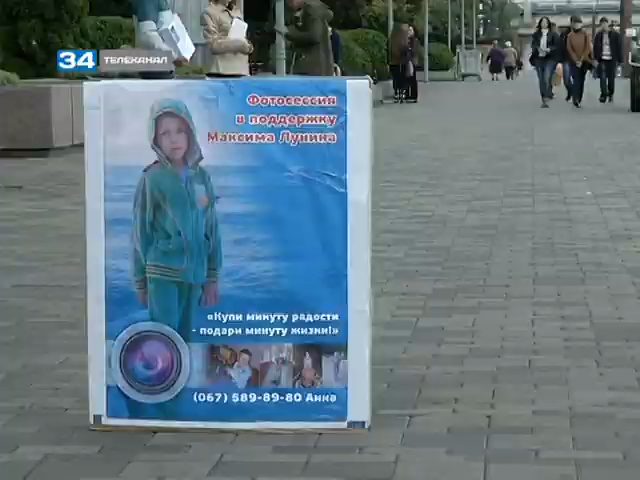 34 ТЕЛЕКАНАЛ
Фотосессия
в поддержку
Максима Лунина
«Купи минуту радости
- подари минуту жизни!»
(067) 589-89-80 Анна